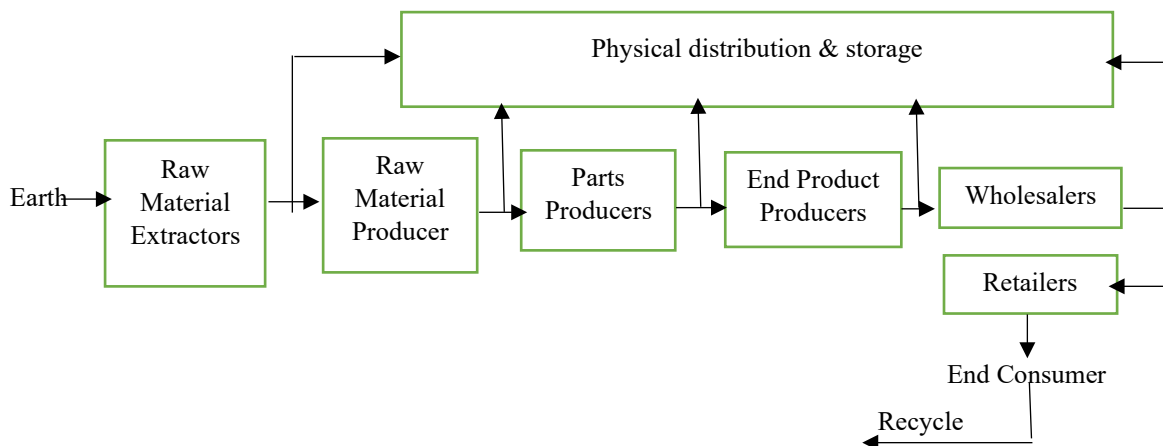 Physical distribution & storage
Earth
Raw
Material
Extractors
Raw
Material
Producer
Parts
Producers
End Product
Producers
Wholesalers
Retailers
End Consumer
Recycle